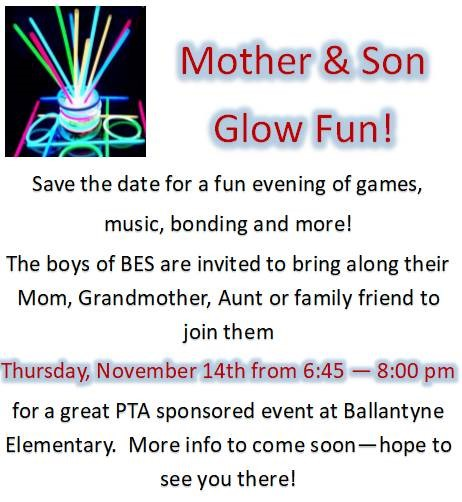 Mother & Son
Glow Fun!
Save the date for a fun evening of games,
music, bonding and more!
The boys of BES are invited to bring along their
Mom, Grandmother, Aunt or family friend to
join them
Thursday, November 14th from 6:45 — 8:00 pm
for a great PTA sponsored event at Ballantyne
Elementary.  More info to come soon—hope to
see you there!